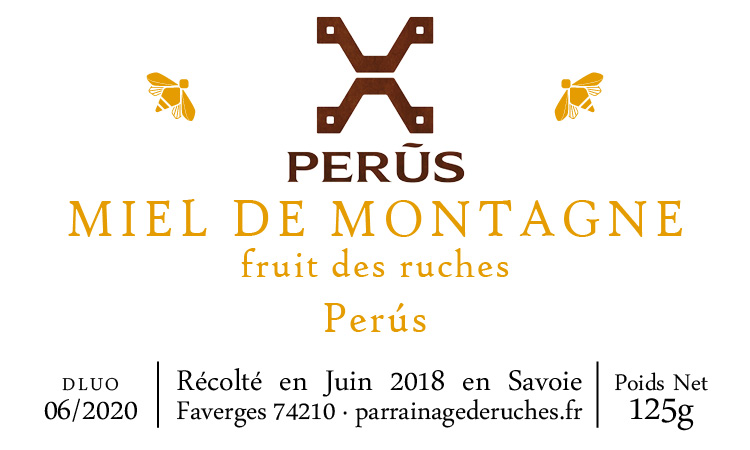 PERŨS
MIEL DE MONTAGNE
fruit des ruches
Perús
DLUO
06/2020
Récolté en Juin 2018 en Savoie
Faverges 74210 · parrainagederuches.fr
Poids Net
125g